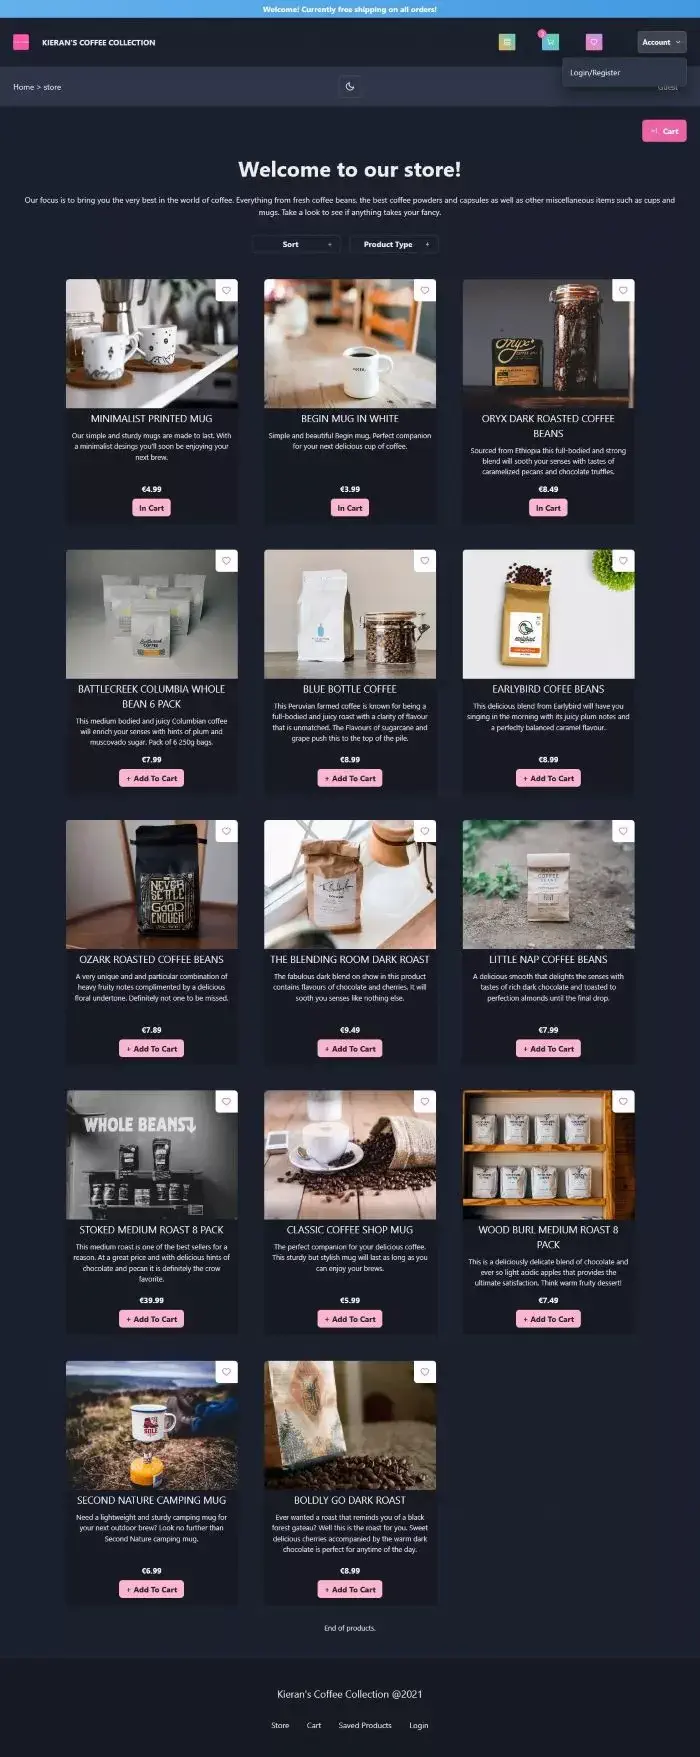 Welcome! Currently free shipping on all orders!
KIERAN'S COFFEE COLLECTION
3
Account
Login/Register
Home > store
Guest
Cart
Welcome to our store!
Our focus is to bring you the very best in the world of coffee. Everything from fresh coffee beans, the best coffee powders and capsules as well as other miscellaneous items such as cups and
mugs. Take a look to see if anything takes your fancy.
Sort +
Product Type +
MINIMALIST PRINTED MUG
Our simple and sturdy mugs are made to last. With
a minimalist desings you'll soon be enjoying your
next brew.
€4.99
In Cart
BEGIN MUG IN WHITE
Simple and beautiful Begin mug. Perfect companion
for your next delicious cup of coffee.
€3.99
In Cart
ORYX DARK ROASTED COFFEE
BEANS
Sourced from Ethiopia this full-bodied and strong
blend will sooth your senses with tastes of
caramelized pecans and chocolate truffles.
€8.49
In Cart
BATTLECREEK COLUMBIA WHOLE
BEAN 6 PACK
This medium bodied and juicy Columbian coffee
will enrich your senses with hints of plum and
muscovado sugar. Pack of 6 250g bags.
€7.99
+ Add To Cart
BLUE BOTTLE COFFEE
This Peruvian farmed coffee is known for being a
full-bodied and juicy roast with a clarity of flavour
that is unmatched. The Flavours of sugarcane and
grape push this to the top of the pile.
€8.99
+ Add To Cart
earlybird
EARLYBIRD COFEE BEANS
This delicious blend from Earlybird will have you
singing in the morning with its juicy plum notes and
a perfeclty balanced caramel flavour.
€8.99
+ Add To Cart
NEVER
SETTLE
GOOD
ENOUGH
OZARK ROASTED COFFEE BEANS
A very unique and and particular combination of
heavy fruity notes complimented by a delicious
floral undertone. Definitely not one to be missed.
€7.89
+ Add To Cart
THE BLENDING ROOM DARK ROAST
The fabulous dark blend on show in this product
contains flavours of chocolate and cherries. It will
sooth you senses like nothing else.
€9.49
+ Add To Cart
COFFEE
LITTLE NAP COFFEE BEANS
A delicious smooth that delights the senses with
tastes of rich dark chocolate and toasted to
perfection almonds until the final drop.
€7.99
+ Add To Cart
WHOLE BEANS
STOKED MEDIUM ROAST 8 PACK
This medium roast is one of the best sellers for a
reason. At a great price and with delicious hints of
chocolate and pecan it is definitely the crow
favorite.
€39.99
+ Add To Cart
CLASSIC COFFEE SHOP MUG
The perfect companion for your delicious coffee.
This sturdy but stylish mug will last as long as you
can enjoy your brews.
€5.99
+ Add To Cart
WOOD BURL MEDIUM ROAST 8
PACK
This is a deliciously delicate blend of chocolate and
ever so light acidic apples that provides the
ultimate satisfaction. Think warm fruity dessert!
€7.49
+ Add To Cart
SOLE
SECOND NATURE CAMPING MUG
Need a lightweight and sturdy camping mug for
your next outdoor brew? Look no further than
Second Nature camping mug.
€6.99
+ Add To Cart
BOLDLY GO DARK ROAST
Ever wanted a roast that reminds you of a black
forest gateau? Well this is the roast for you. Sweet
delicious cherries accompanied by the warm dark
chocolate is perfect for anytime of the day.
€8.99
+ Add To Cart
End of products.
Kieran's Coffee Collection @2021
Store Cart Saved Products Login